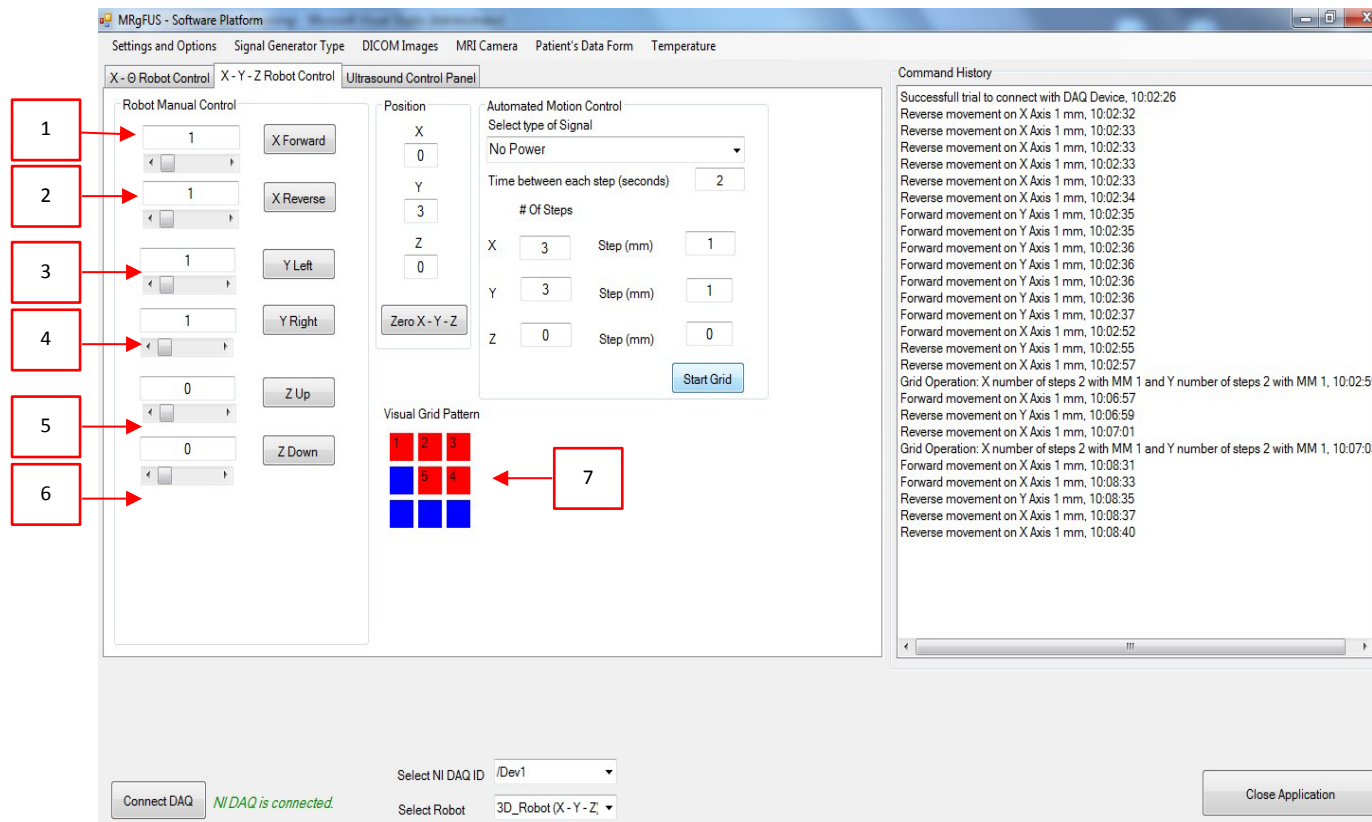 MRgFUS - Software Platform
Settings and Options Signal Generator Type DICOM Images MRI Camera Patient's Data Form Temperature
X - Θ Robot Control X - Y - Z Robot Control Ultrasound Control Panel
Robot Manual Control
1
1
X Forward
2
1
X Reverse
3
1
Y Left
4
1
Y Right
5
0
Z Up
6
0
Z Down
Position
X
0
Y
3
Z
0
Zero X - Y - Z
Automated Motion Control
Select type of Signal
No Power
Time between each step (seconds) 2
# Of Steps
X 3 Step (mm) 1
Y 3 Step (mm) 1
Z 0 Step (mm) 0
Start Grid
Visual Grid Pattern
1 2 3
5 4
7
Command History
Successfull trial to connect with DAQ Device, 10:02:26
Reverse movement on X Axis 1 mm, 10:02:32
Reverse movement on X Axis 1 mm, 10:02:33
Reverse movement on X Axis 1 mm, 10:02:33
Reverse movement on X Axis 1 mm, 10:02:33
Reverse movement on X Axis 1 mm, 10:02:33
Reverse movement on X Axis 1 mm, 10:02:34
Forward movement on Y Axis 1 mm, 10:02:35
Forward movement on Y Axis 1 mm, 10:02:35
Forward movement on Y Axis 1 mm, 10:02:36
Forward movement on Y Axis 1 mm, 10:02:36
Forward movement on Y Axis 1 mm, 10:02:36
Forward movement on Y Axis 1 mm, 10:02:36
Forward movement on Y Axis 1 mm, 10:02:37
Forward movement on X Axis 1 mm, 10:02:52
Reverse movement on Y Axis 1 mm, 10:02:55
Reverse movement on X Axis 1 mm, 10:02:57
Grid Operation: X number of steps 2 with MM 1 and Y number of steps 2 with MM 1, 10:02:5
Forward movement on X Axis 1 mm, 10:06:57
Reverse movement on Y Axis 1 mm, 10:06:59
Reverse movement on X Axis 1 mm, 10:07:01
Grid Operation: X number of steps 2 with MM 1 and Y number of steps 2 with MM 1, 10:07:0
Forward movement on X Axis 1 mm, 10:08:31
Forward movement on X Axis 1 mm, 10:08:33
Reverse movement on Y Axis 1 mm, 10:08:35
Reverse movement on X Axis 1 mm, 10:08:37
Reverse movement on X Axis 1 mm, 10:08:40
Select NI DAQ ID /Dev1
Connect DAQ NI DAQ is connected.
Select Robot 3D_Robot (X - Y - Z)
Close Application